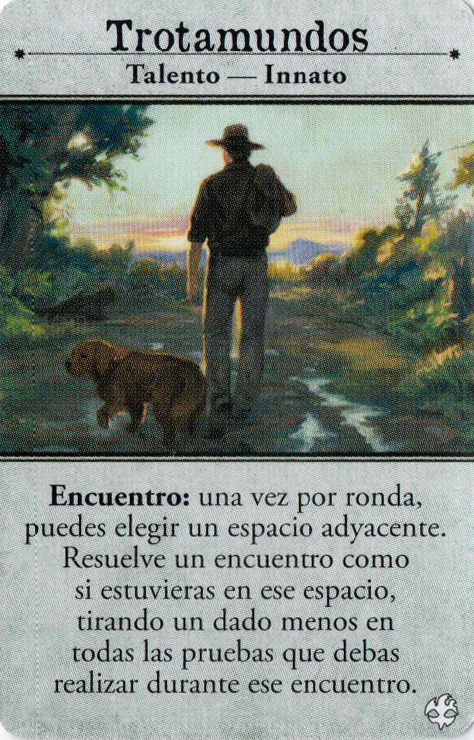 Trotamundos
Talento — Innato
Encuentro: una vez por ronda,
puedes elegir un espacio adyacente.
Resuelve un encuentro como
si estuvieras en ese espacio,
tirando un dado menos en
todas las pruebas que debas
realizar durante ese encuentro.